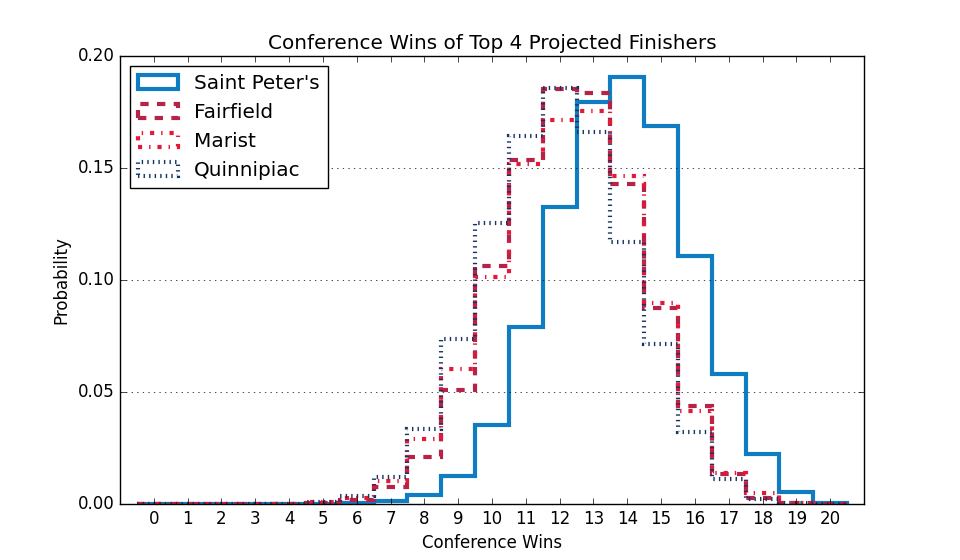 Conference Wins of Top 4 Projected Finishers
0.20
0.15
0.10
0.05
0.00
Probability
Saint Peter's
Fairfield
Marist
Quinnipiac
0 1 2 3 4 5 6 7 8 9 10 11 12 13 14 15 16 17 18 19 20
Conference Wins